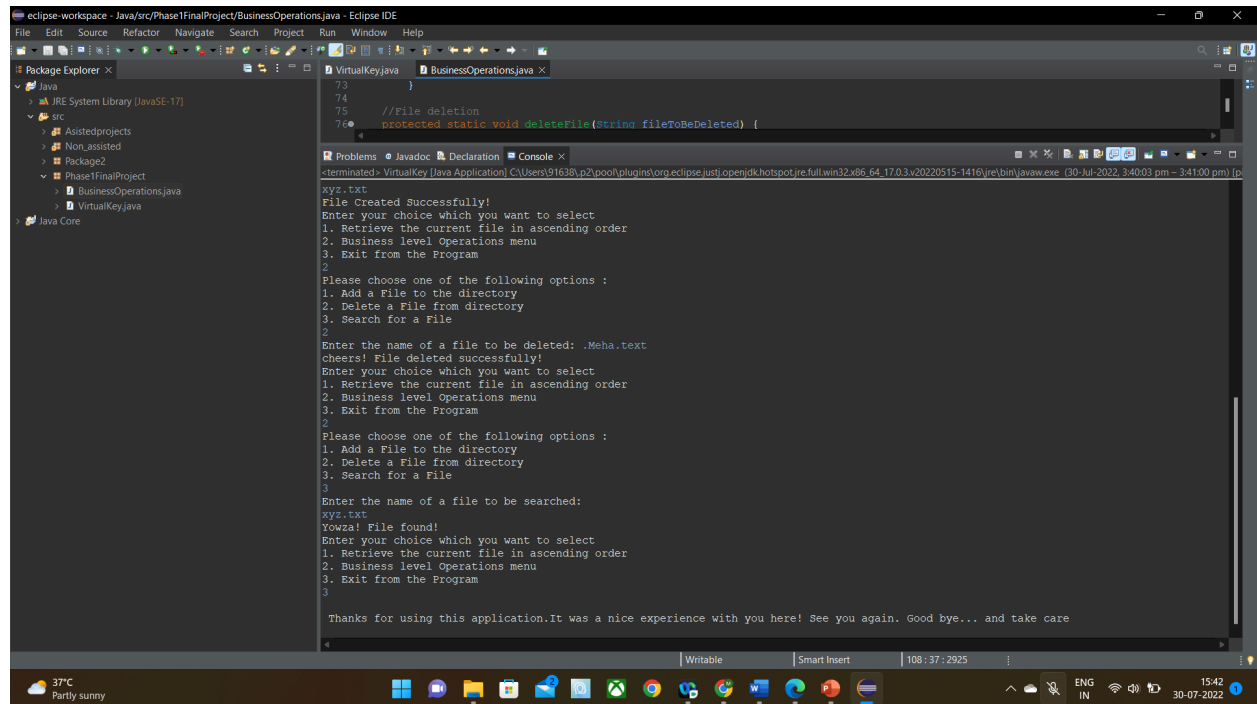 eclipse-workspace - Java/src/Phase1FinalProject/BusinessOperations.java - Eclipse IDE
File Edit Source Refactor Navigate Search Project Run Window Help
Package Explorer
Java
JRE System Library [JavaSE-17]
src
Asistedprojects
Non_assisted
Package2
Phase1FinalProject
BusinessOperations.java
VirtualKey.java
Java Core
VirtualKey.java BusinessOperations.java
73 }
74
75 //File deletion
76 protected static void deleteFile(String fileToBeDeleted) {
Problems Javadoc Declaration Console
<terminated> VirtualKey [Java Application] C:\Users\91638\.p2\pool\plugins\org.eclipse.justj.openjdk.hotspot.jre.full.win32.x86_64_17.0.3.v20220515-1416\jre\bin\javaw.exe (30-Jul-2022, 3:40:03 pm – 3:41:00 pm) [p
xyz.txt
File Created Successfully!
Enter your choice which you want to select
1. Retrieve the current file in ascending order
2. Business level Operations menu
3. Exit from the Program
2
Please choose one of the following options :
1. Add a File to the directory
2. Delete a File from directory
3. Search for a File
2
Enter the name of a file to be deleted: .Meha.text
cheers! File deleted successfully!
Enter your choice which you want to select
1. Retrieve the current file in ascending order
2. Business level Operations menu
3. Exit from the Program
2
Please choose one of the following options :
1. Add a File to the directory
2. Delete a File from directory
3. Search for a File
3
Enter the name of a file to be searched:
xyz.txt
Yowza! File found!
Enter your choice which you want to select
1. Retrieve the current file in ascending order
2. Business level Operations menu
3. Exit from the Program
3
Thanks for using this application.It was a nice experience with you here! See you again. Good bye... and take care
Writable Smart Insert 108 : 37 : 2925
37°C
Partly sunny
2
ENG
IN
15:42
30-07-2022
1